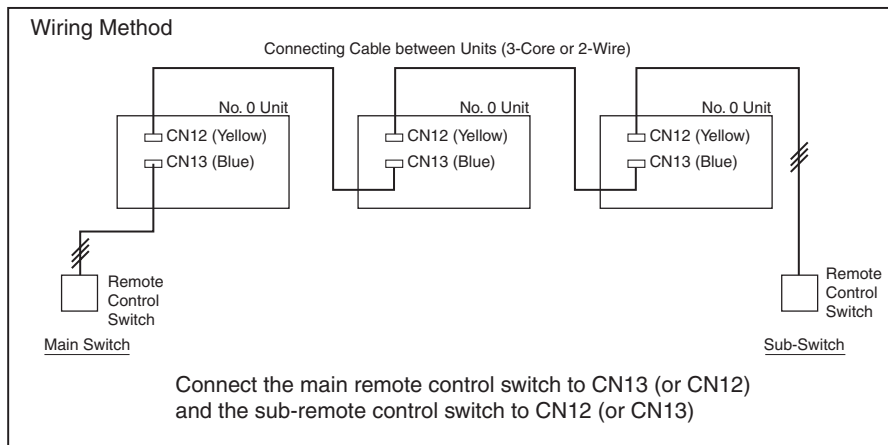 Wiring Method
Connecting Cable between Units (3-Core or 2-Wire)
No. 0 Unit
No. 0 Unit
No. 0 Unit
CN12 (Yellow)
CN13 (Blue)
CN12 (Yellow)
CN13 (Blue)
CN12 (Yellow)
CN13 (Blue)
Remote
Control
Switch
Main Switch
Remote
Control
Switch
Sub-Switch
Connect the main remote control switch to CN13 (or CN12)
and the sub-remote control switch to CN12 (or CN13)